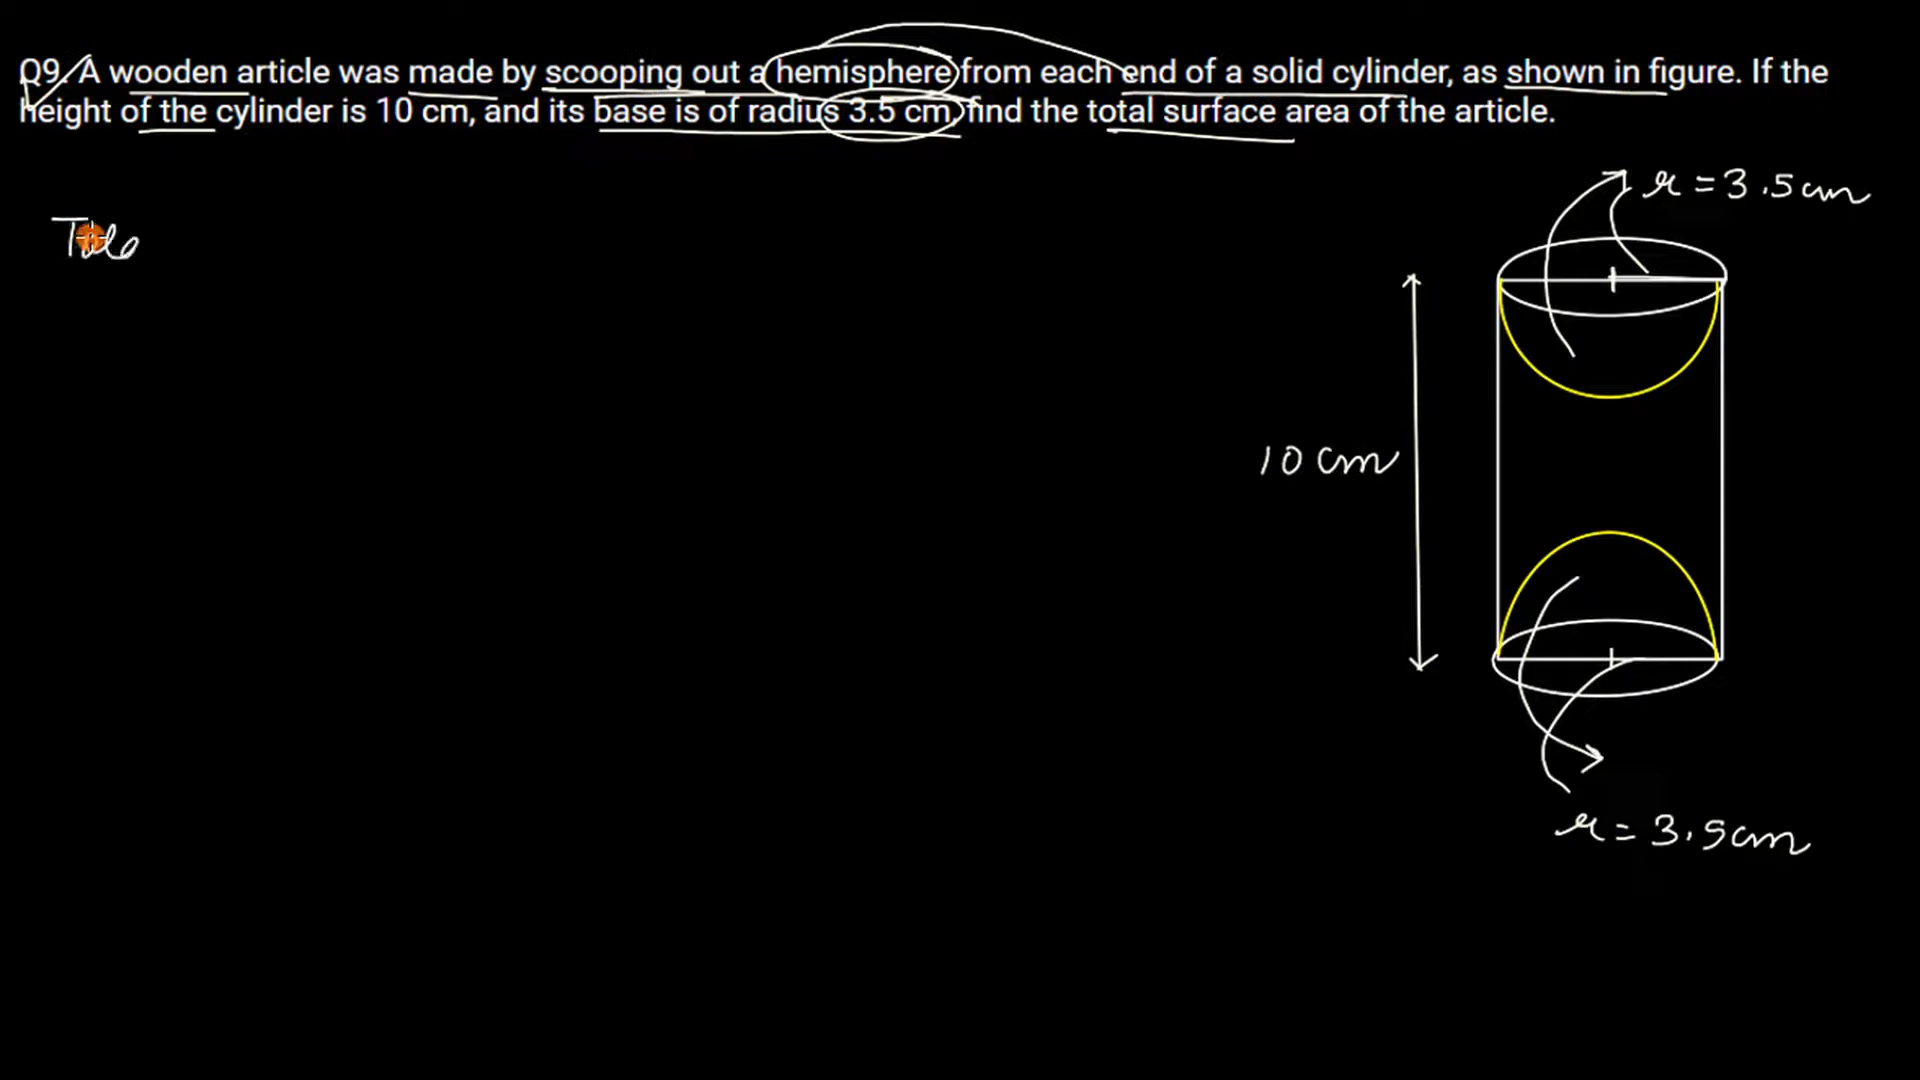 Q9. A wooden article was made by scooping out a hemisphere from each end of a solid cylinder, as shown in figure. If the
height of the cylinder is 10 cm, and its base is of radius 3.5 cm, find the total surface area of the article.
r = 3.5cm
10 cm
r = 3.5cm